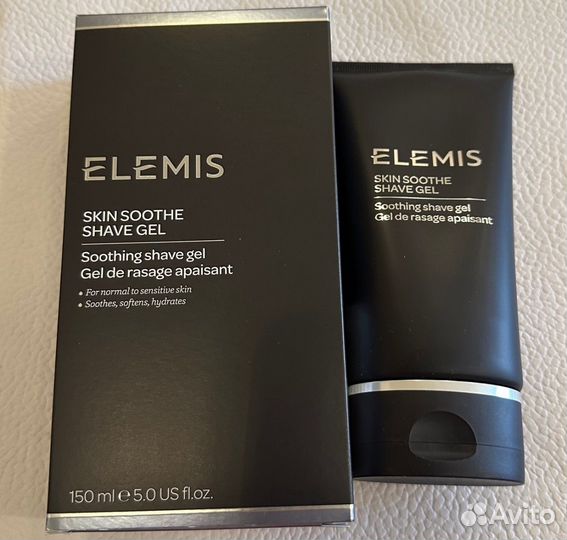 ELEMIS
SKIN SOOTHE
SHAVE GEL
Soothing shave gel
Gel de rasage apaisant
• For normal to sensitive skin
• Soothes, softens, hydrates
150 ml e 5.0 US fl.oz.
ELEMIS
SKIN SOOTHE
SHAVE GEL
Soothing shave gel
Gel de rasage apaisant
Avito